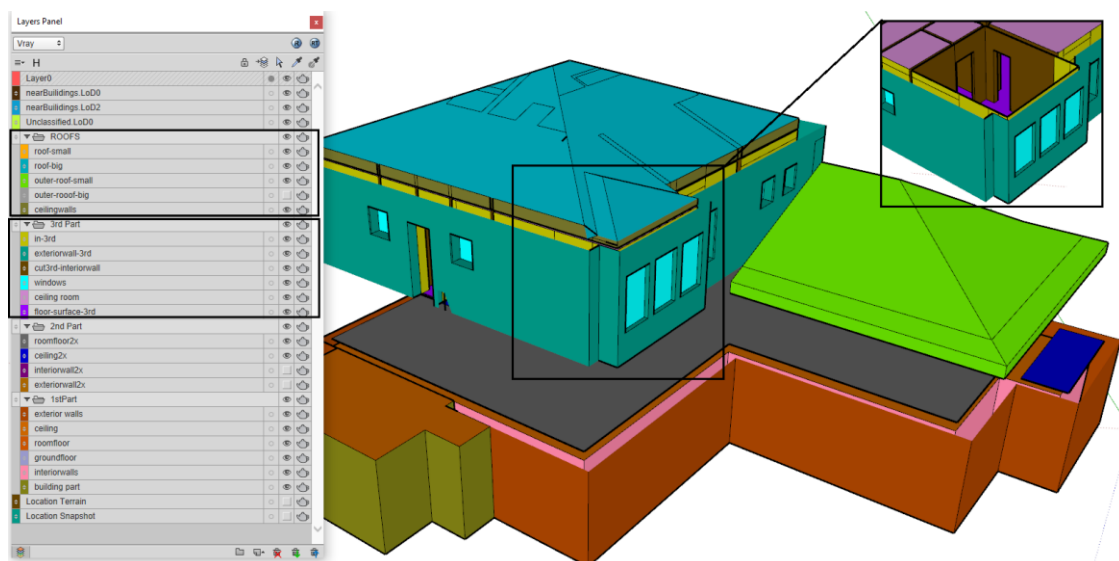 Layers Panel
x
Vray
H
Layer0
nearBuilidings.LoD0
nearBuilidings.LoD2
Unclassified.LoD0
ROOFS
roof-small
roof-big
outer-roof-small
outer-rooof-big
ceilingwalls
3rd Part
in-3rd
exteriorwall-3rd
cut3rd-interiorwall
windows
ceiling room
floor-surface-3rd
2nd Part
roomfloor2x
ceiling2x
interiorwall2x
exteriorwall2x
1stPart
exterior walls
ceiling
roomfloor
groundfloor
interiorwalls
building part
Location Terrain
Location Snapshot